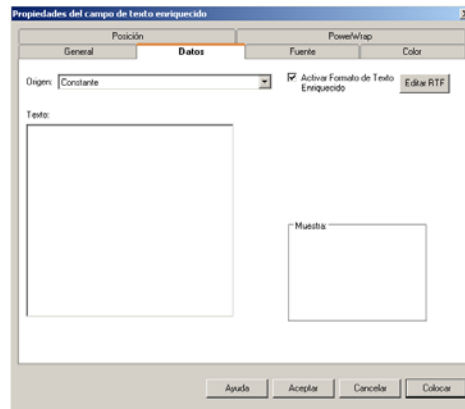 Propiedades del campo de texto enriquecido
Posición PowerWrap
General Datos Fuente Color
Origen: Constante Activar Formato de Texto Enriquecido Editar RTF
Texto:
Muestra:
Ayuda Aceptar Cancelar Colocar